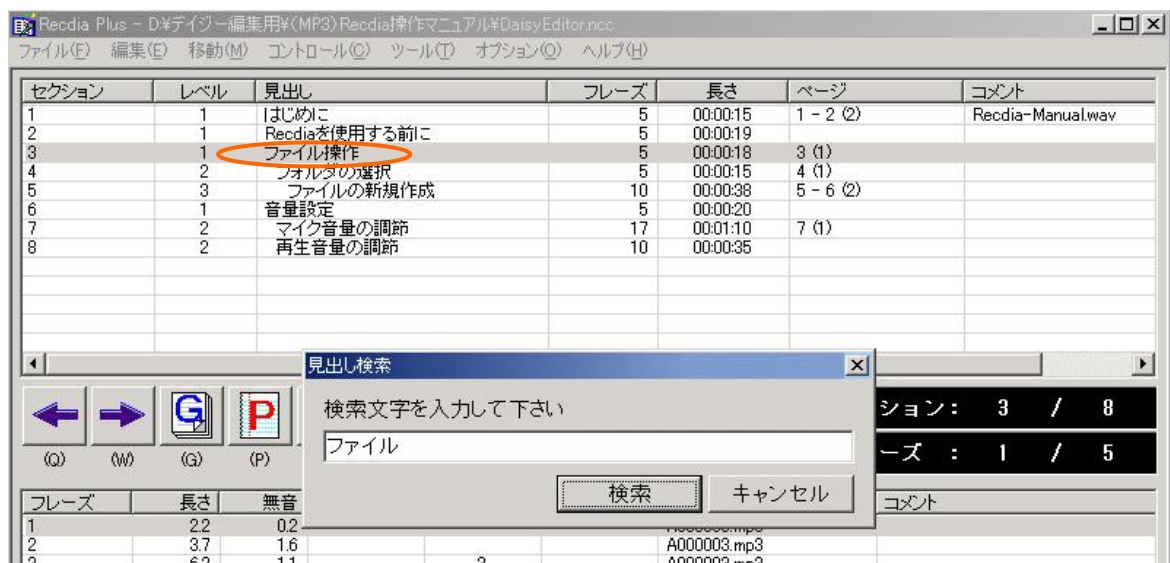 Recdia Plus - D:¥デイジー編集用¥(MP3)Recdia操作マニュアル¥DaisyEditor.ncc
ファイル(F) 編集(E) 移動(M) コントロール(C) ツール(T) オプション(O) ヘルプ(H)
セクション レベル 見出し フレーズ 長さ ページ コメント
1 1 はじめに 5 00:00:15 1 - 2 (2) Recdia-Manual.wav
2 1 Recdiaを使用する前に 5 00:00:19
3 1 ファイル操作 5 00:00:18 3 (1)
4 2 フォルダの選択 5 00:00:15 4 (1)
5 3 ファイルの新規作成 10 00:00:38 5 - 6 (2)
6 1 音量設定 5 00:00:20
7 2 マイク音量の調節 17 00:01:10 7 (1)
8 2 再生音量の調節 10 00:00:35
見出し検索
検索文字を入力して下さい
ファイル
検索 キャンセル
G P
(Q) (W) (G) (P)
ション: 3 / 8
ーズ : 1 / 5
フレーズ 長さ 無音 コメント
1 2.2 0.2
2 3.7 1.6 A000003.mp3